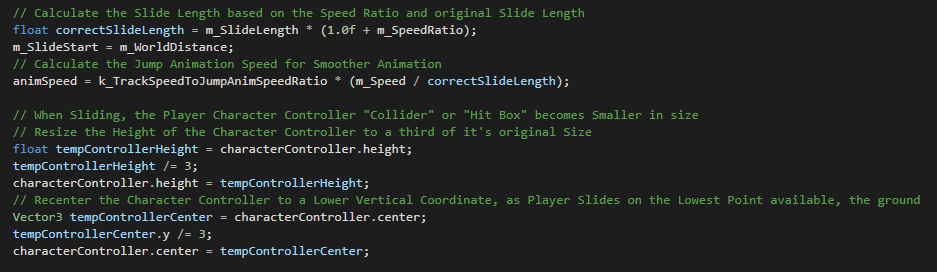 // Calculate the Slide Length based on the Speed Ratio and original Slide Length
float correctSlideLength = m_SlideLength * (1.0f + m_SpeedRatio);
m_SlideStart = m_WorldDistance;
// Calculate the Jump Animation Speed for Smoother Animation
animSpeed = k_TrackSpeedToJumpAnimSpeedRatio * (m_Speed / correctSlideLength);

// When Sliding, the Player Character Controller "Collider" or "Hit Box" becomes Smaller in size
// Resize the Height of the Character Controller to a third of it's original Size
float tempControllerHeight = characterController.height;
tempControllerHeight /= 3;
characterController.height = tempControllerHeight;
// Recenter the Character Controller to a Lower Vertical Coordinate, as Player Slides on the Lowest Point available, the ground
Vector3 tempControllerCenter = characterController.center;
tempControllerCenter.y /= 3;
characterController.center = tempControllerCenter;